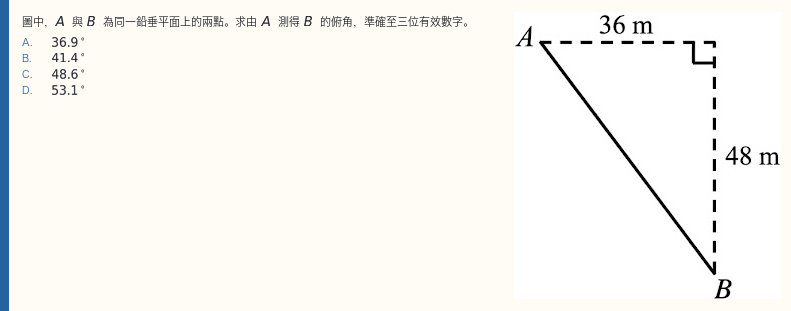 圖中，A 與 B 為同一鉛垂平面上的兩點。求由 A 測得 B 的俯角，準確至三位有效數字。
A. 36.9°
B. 41.4°
C. 48.6°
D. 53.1°
36 m
A
48 m
B